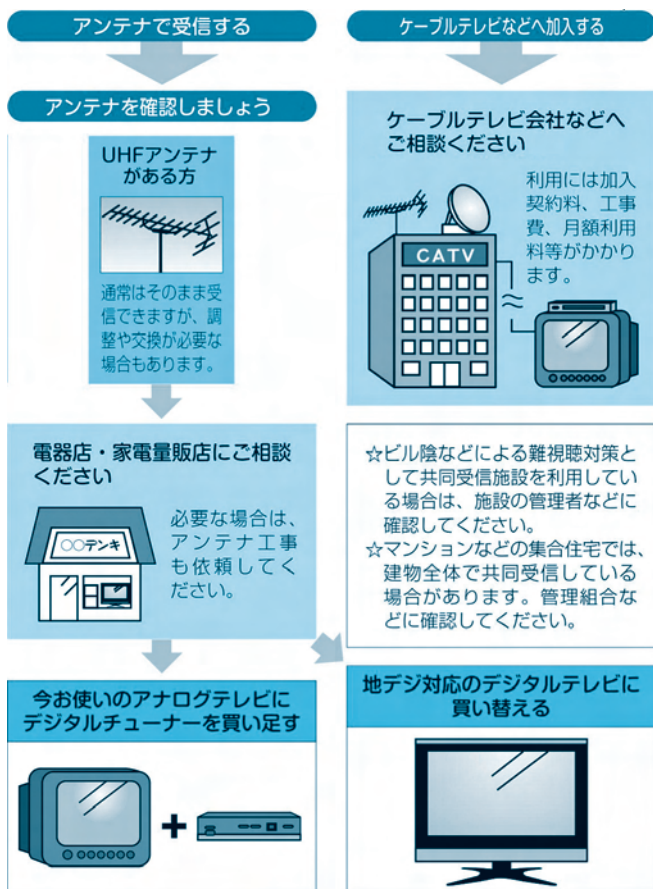 アンテナで受信する
アンテナを確認しましょう
UHFアンテナ
がある方
通常はそのまま受
信できますが、調
整や交換が必要な
場合もあります。
電器店・家電量販店にご相談
ください
○○デンキ
必要な場合は、
アンテナ工事
も依頼してく
ださい。
今お使いのアナログテレビに
デジタルチューナーを買い足す
ケーブルテレビなどへ加入する
ケーブルテレビ会社などへ
ご相談ください
利用には加入
契約料、工事
費、月額利用
料等がかかり
ます。
CATV
☆ビル陰などによる難視聴対策と
して共同受信施設を利用してい
る場合は、施設の管理者などに
確認してください。
☆マンションなどの集合住宅では、
建物全体で共同受信している
場合があります。管理組合な
どに確認してください。
地デジ対応のデジタルテレビに
買い替える